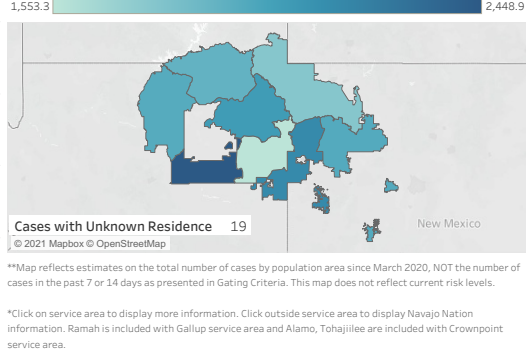 1,553.3 2,448.9
Cases with Unknown Residence 19
New Mexico
© 2021 Mapbox © OpenStreetMap
**Map reflects estimates on the total number of cases by population area since March 2020, NOT the number of
cases in the past 7 or 14 days as presented in Gating Criteria. This map does not reflect current risk levels.
*Click on service area to display more information. Click outside service area to display Navajo Nation
information. Ramah is included with Gallup service area and Alamo, Tohajiilee are included with Crownpoint
service area.